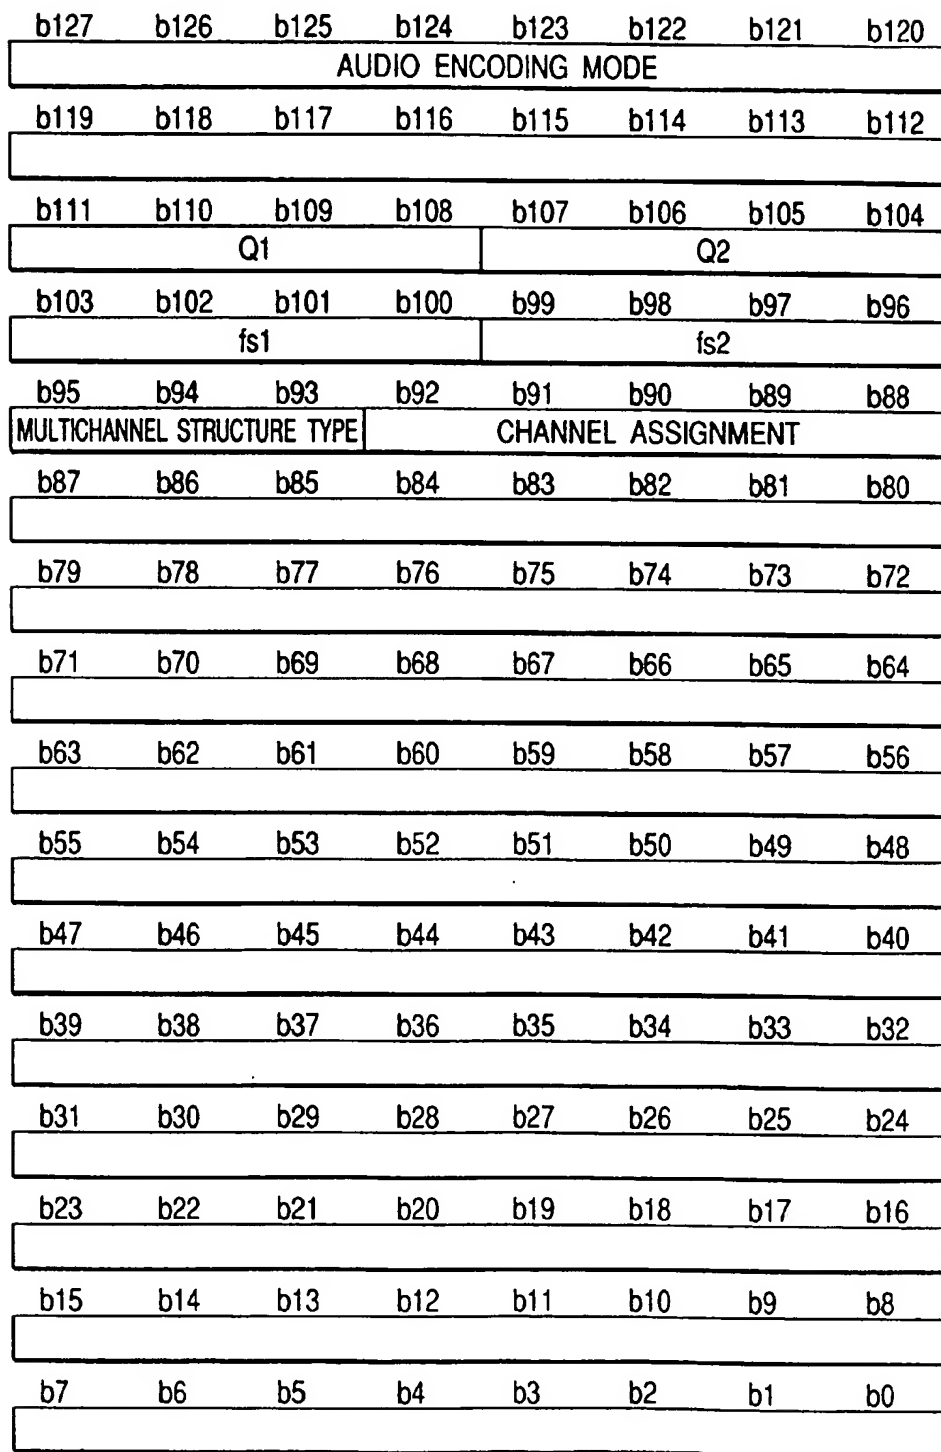 b127 b126 b125 b124 b123 b122 b121 b120
AUDIO ENCODING MODE
b119 b118 b117 b116 b115 b114 b113 b112
b111 b110 b109 b108 b107 b106 b105 b104
Q1 Q2
b103 b102 b101 b100 b99 b98 b97 b96
fs1 fs2
b95 b94 b93 b92 b91 b90 b89 b88
MULTICHANNEL STRUCTURE TYPE CHANNEL ASSIGNMENT
b87 b86 b85 b84 b83 b82 b81 b80
b79 b78 b77 b76 b75 b74 b73 b72
b71 b70 b69 b68 b67 b66 b65 b64
b63 b62 b61 b60 b59 b58 b57 b56
b55 b54 b53 b52 b51 b50 b49 b48
b47 b46 b45 b44 b43 b42 b41 b40
b39 b38 b37 b36 b35 b34 b33 b32
b31 b30 b29 b28 b27 b26 b25 b24
b23 b22 b21 b20 b19 b18 b17 b16
b15 b14 b13 b12 b11 b10 b9 b8
b7 b6 b5 b4 b3 b2 b1 b0